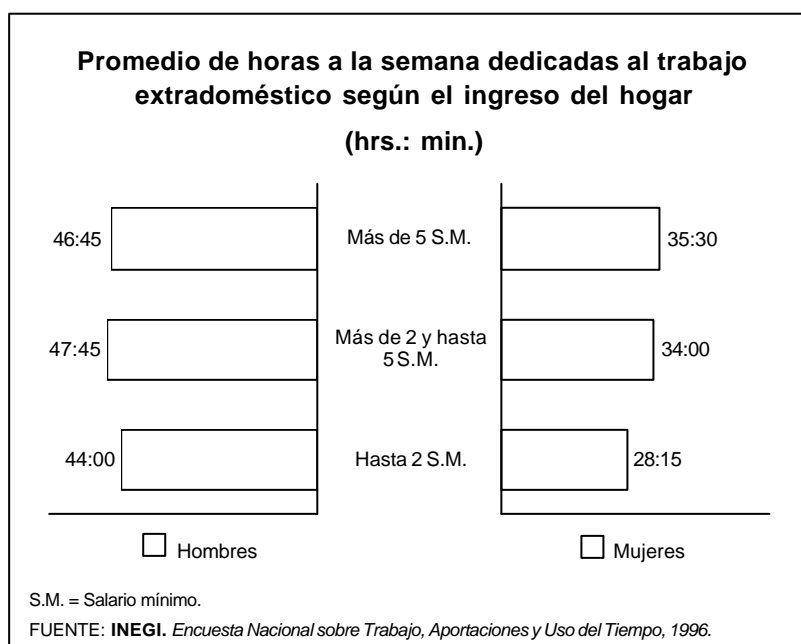 Promedio de horas a la semana dedicadas al trabajo
extradoméstico según el ingreso del hogar
(hrs.: min.)
46:45 Más de 5 S.M. 35:30
47:45 Más de 2 y hasta 5 S.M. 34:00
44:00 Hasta 2 S.M. 28:15
Hombres Mujeres
S.M. = Salario mínimo.
FUENTE: INEGI. Encuesta Nacional sobre Trabajo, Aportaciones y Uso del Tiempo, 1996.